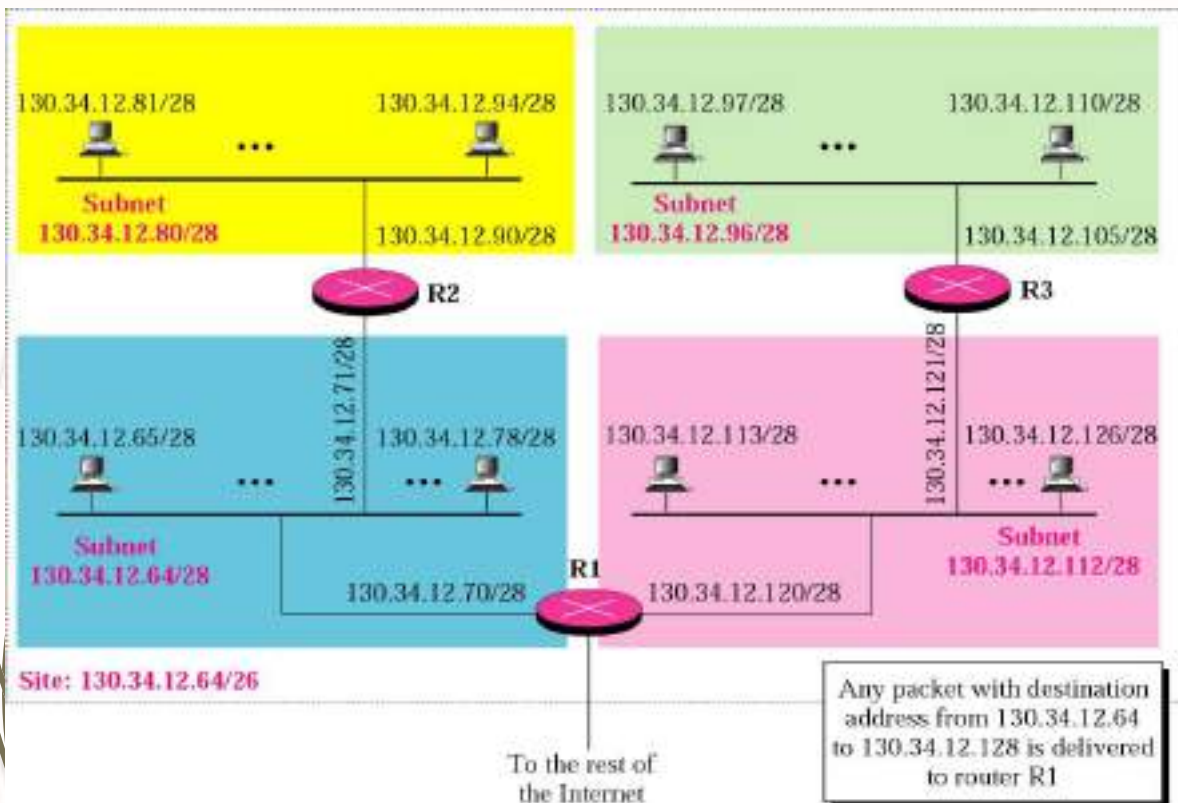 130.34.12.81/28
130.34.12.94/28
...
Subnet
130.34.12.80/28
130.34.12.90/28
R2
130.34.12.97/28
130.34.12.110/28
...
Subnet
130.34.12.96/28
130.34.12.105/28
R3
130.34.12.71/28
130.34.12.65/28
130.34.12.78/28
...
...
Subnet
130.34.12.64/28
130.34.12.70/28
R1
130.34.12.121/28
130.34.12.113/28
130.34.12.126/28
...
...
Subnet
130.34.12.112/28
130.34.12.120/28
Site: 130.34.12.64/26
To the rest of
the Internet
Any packet with destination
address from 130.34.12.64
to 130.34.12.128 is delivered
to router R1